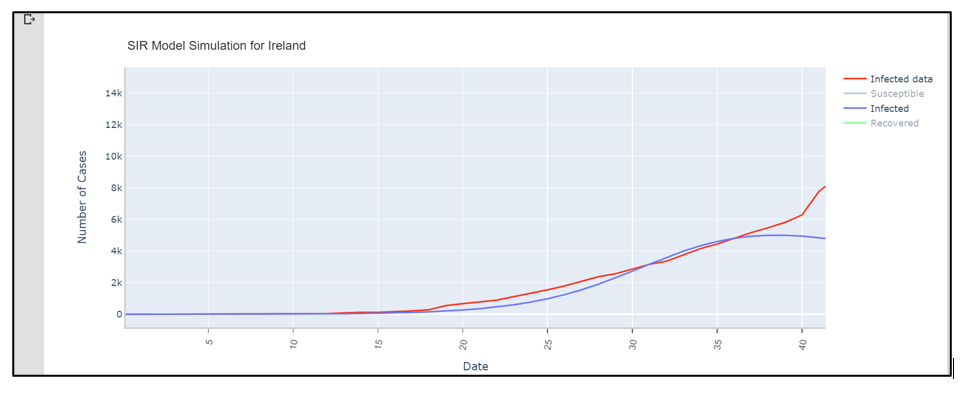 SIR Model Simulation for Ireland
Infected data
Susceptible
Infected
Recovered
14k
12k
10k
8k
6k
4k
2k
0
Number of Cases
5
10
15
20
25
30
35
40
Date